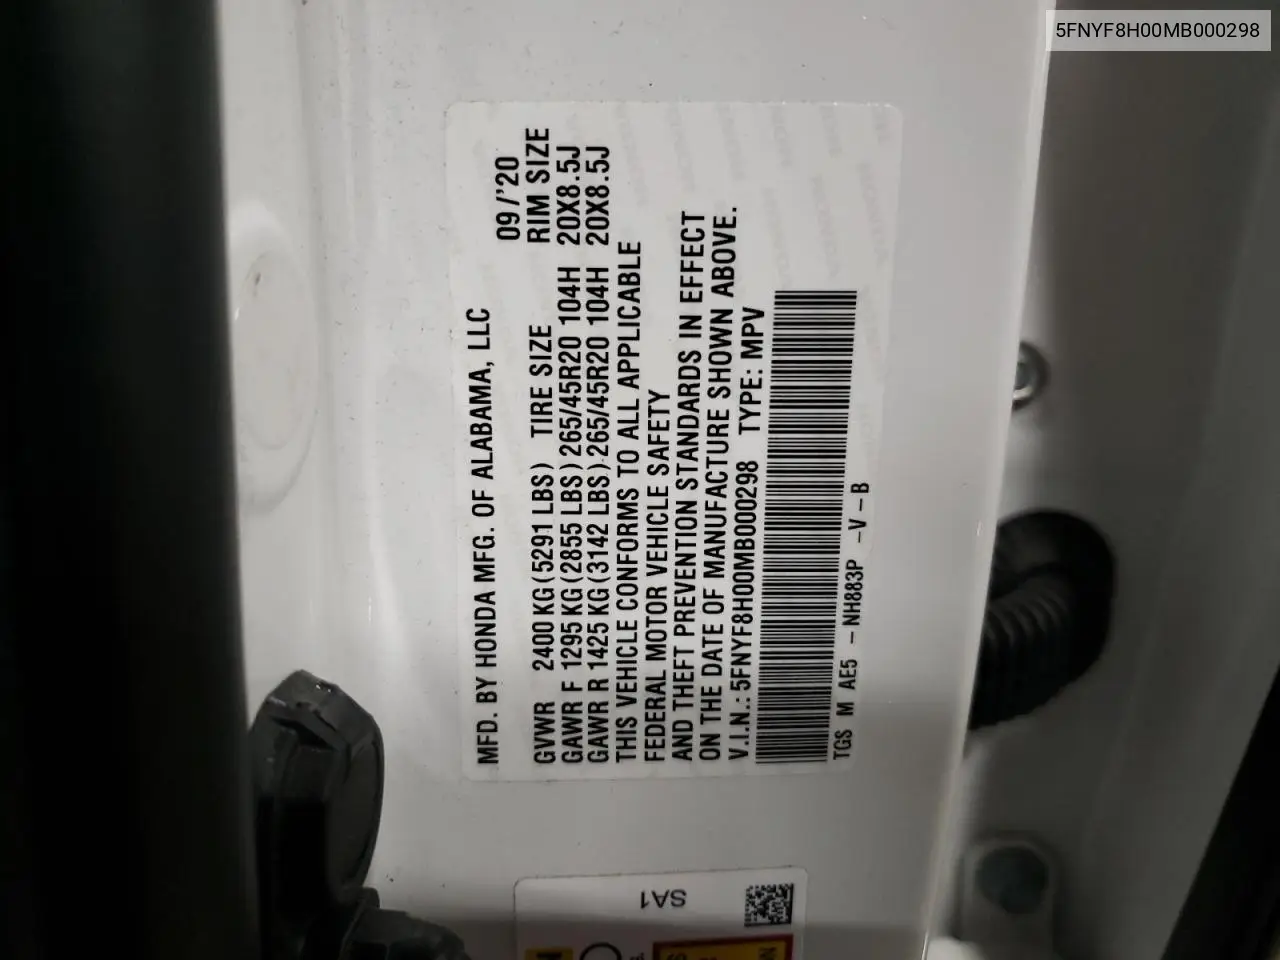 5FNYF8H00MB000298
MFD. BY HONDA MFG. OF ALABAMA, LLC
09/'20
GVWR 2400 KG(5291 LBS) TIRE SIZE RIM SIZE
GAWR F 1295 KG(2855 LBS)265/45R20 104H 20X8.5J
GAWR R 1425 KG(3142 LBS)265/45R20 104H 20X8.5J
THIS VEHICLE CONFORMS TO ALL APPLICABLE
FEDERAL MOTOR VEHICLE SAFETY
AND THEFT PREVENTION STANDARDS IN EFFECT
ON THE DATE OF MANUFACTURE SHOWN ABOVE.
V.I.N.: 5FNYF8H00MB000298 TYPE: MPV
TGS M AE5 -NH883P -V-B
SA1